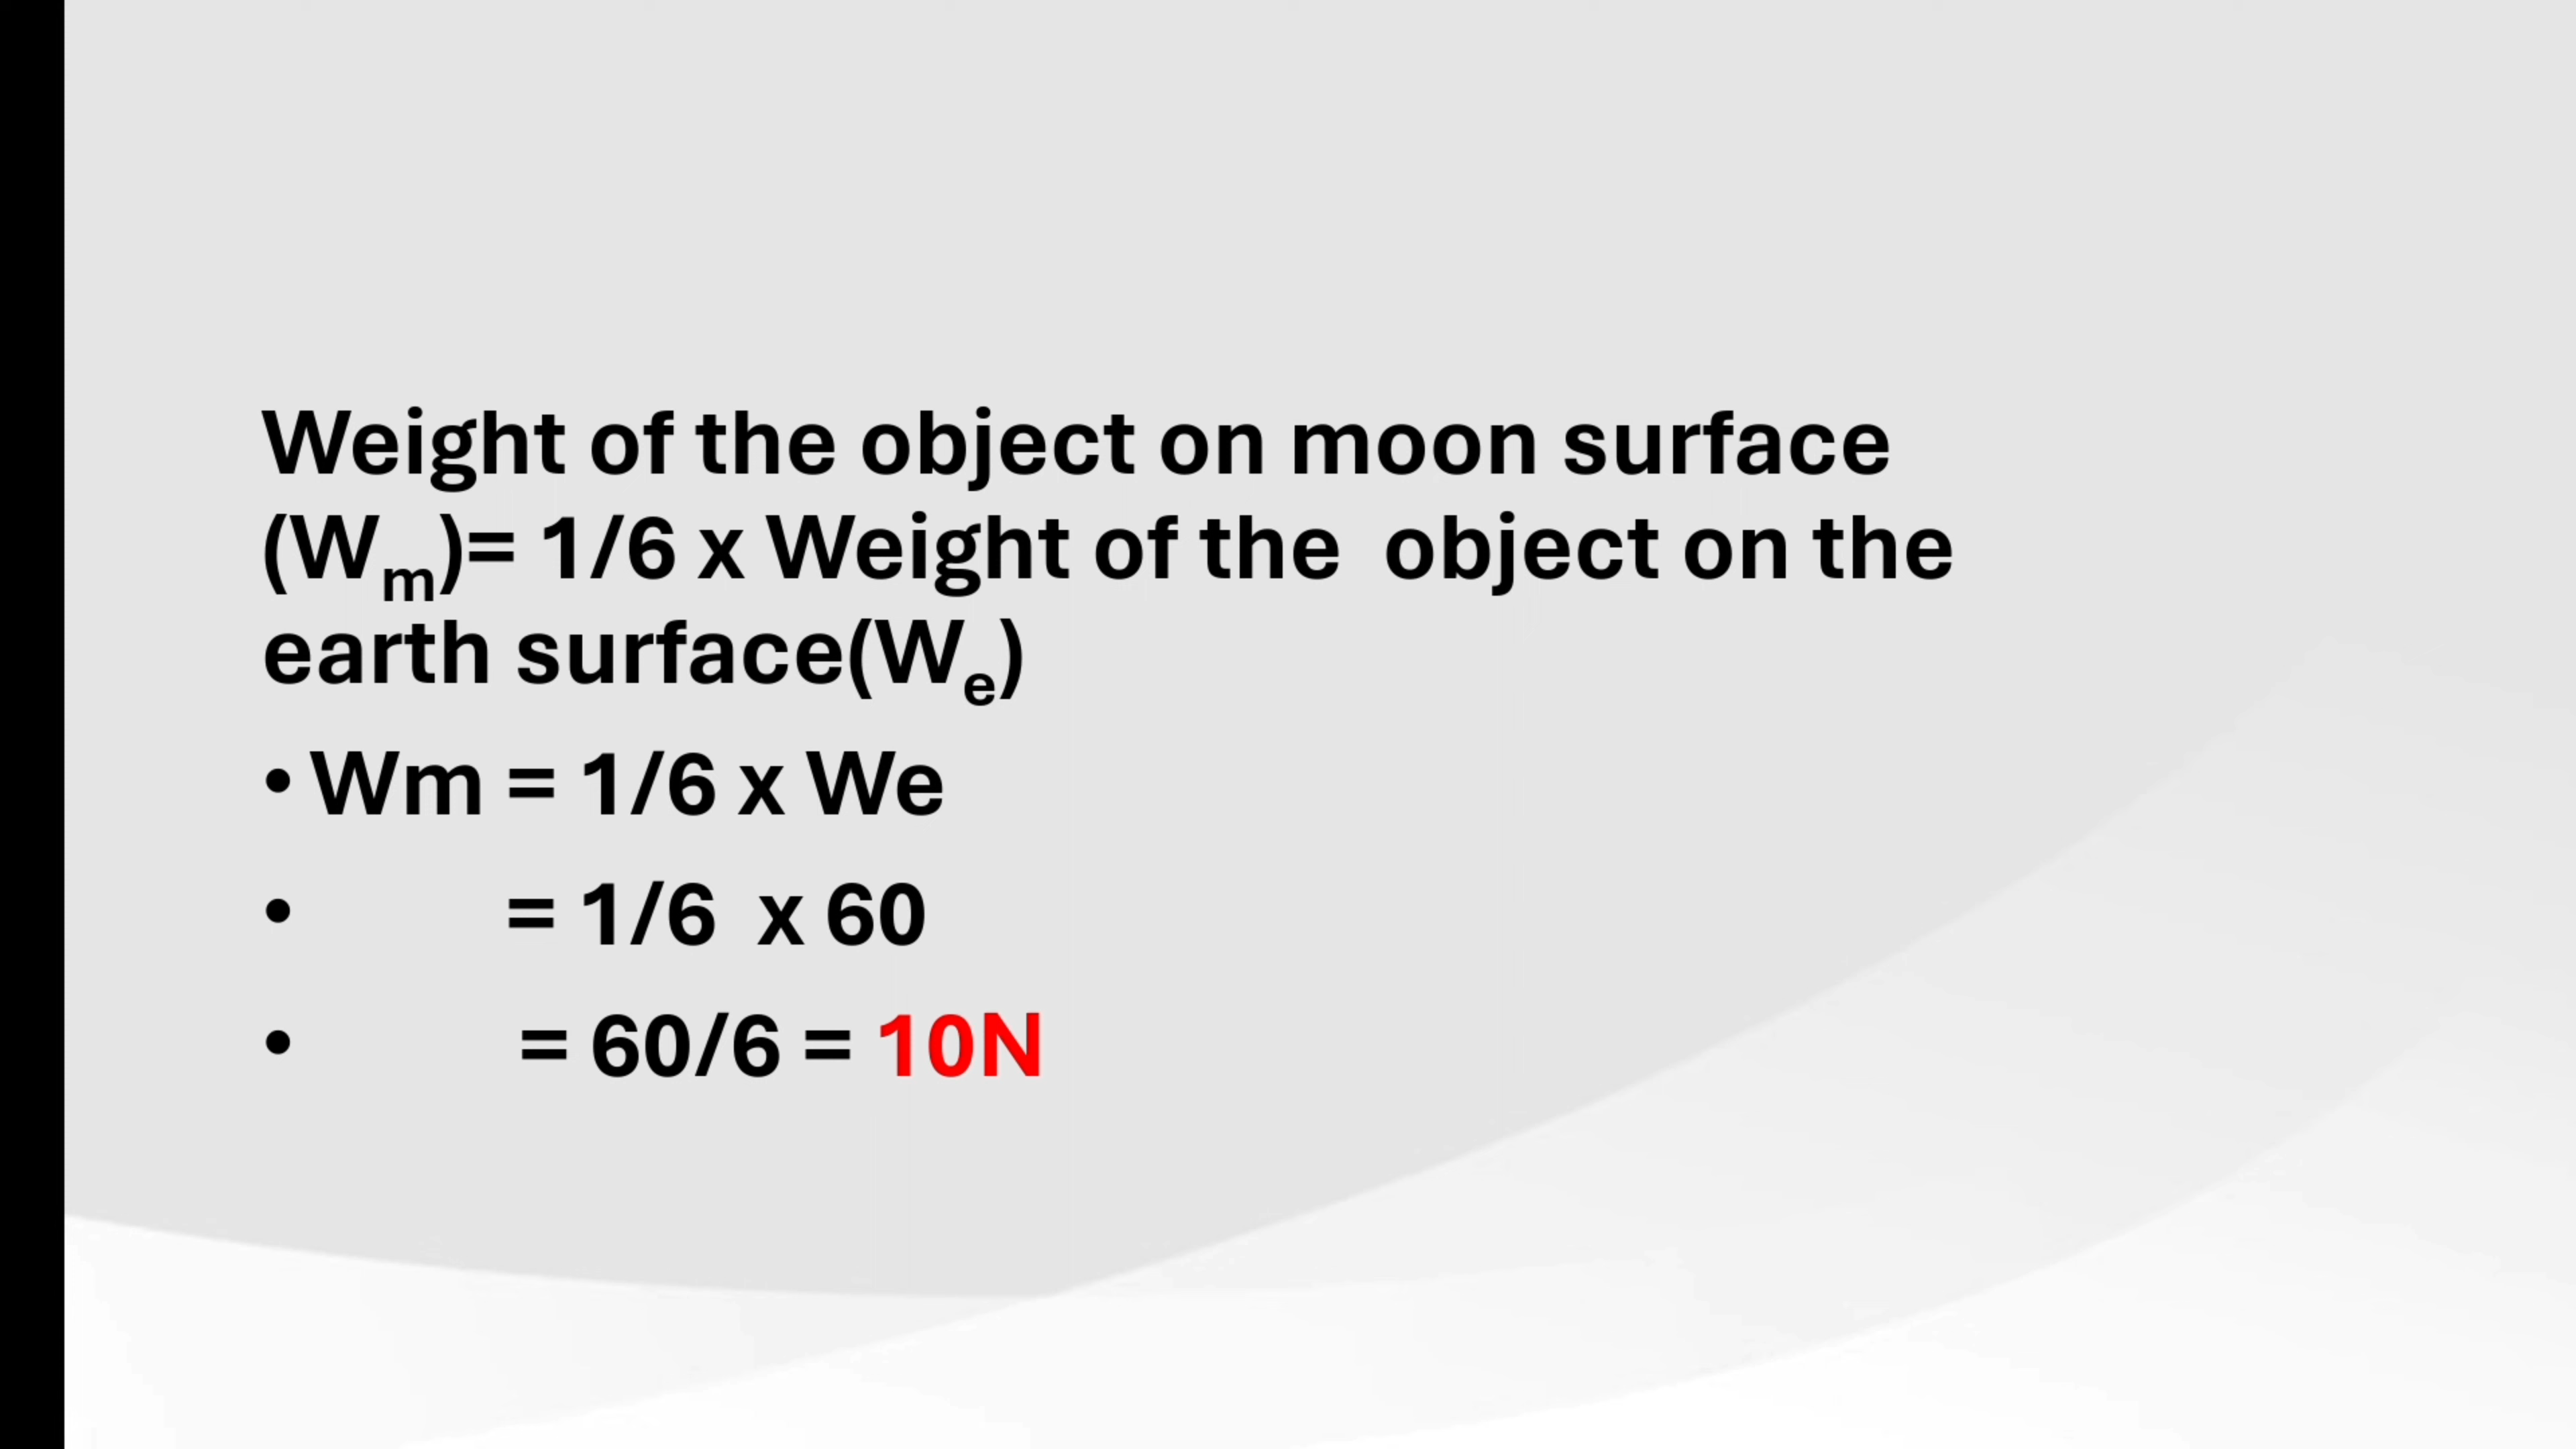 Weight of the object on moon surface
(Wm)= 1/6 x Weight of the object on the
earth surface(We)
• Wm = 1/6 x We
• = 1/6 x 60
• = 60/6 = 10N